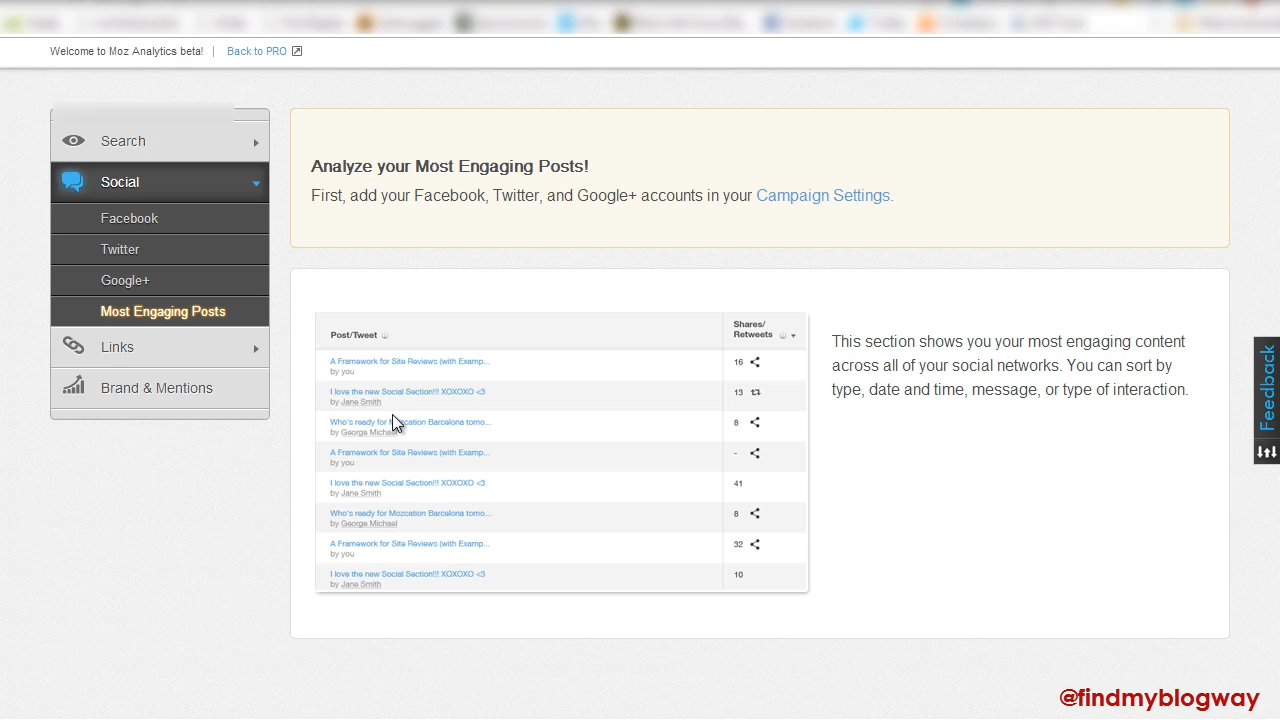 Welcome to Moz Analytics beta! | Back to PRO
Search
Social
Facebook
Twitter
Google+
Most Engaging Posts
Links
Brand & Mentions
Analyze your Most Engaging Posts!
First, add your Facebook, Twitter, and Google+ accounts in your Campaign Settings.
Post/Tweet
Shares/
Retweets
A Framework for Site Reviews (with Examp...
by you
16
I love the new Social Section!!! XOXOXO <3
by Jane Smith
13
Who's ready for Mozcation Barcelona tomo...
by George Michael
8
A Framework for Site Reviews (with Examp...
by you
-
I love the new Social Section!!! XOXOXO <3
by Jane Smith
41
Who's ready for Mozcation Barcelona tomo...
by George Michael
8
A Framework for Site Reviews (with Examp...
by you
32
I love the new Social Section!!! XOXOXO <3
by Jane Smith
10
This section shows you your most engaging content
across all of your social networks. You can sort by
type, date and time, message, or type of interaction.
Feedback
@findmyblogway